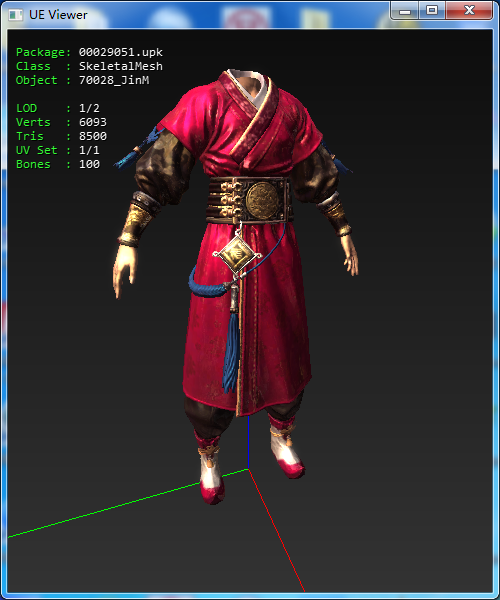 UE Viewer
Package: 00029051.upk
Class  : SkeletalMesh
Object : 70028_JinM
LOD    : 1/2
Verts  : 6093
Tris   : 8500
UV Set : 1/1
Bones  : 100